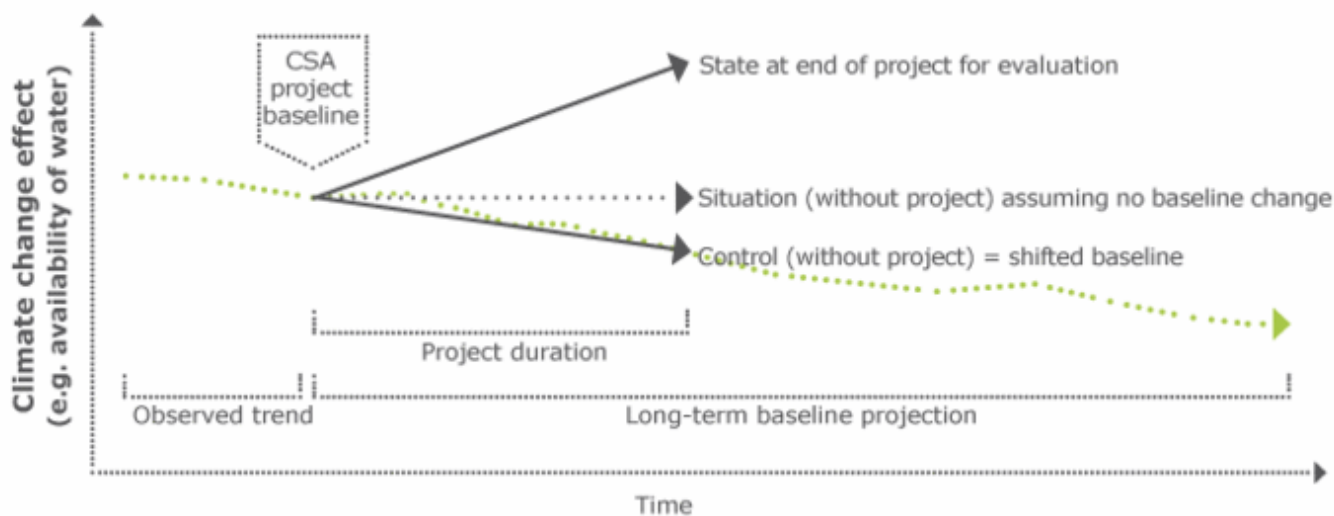 Climate change effect
(e.g. availability of water)
CSA
project
baseline
State at end of project for evaluation
Situation (without project) assuming no baseline change
Control (without project) = shifted baseline
Project duration
Observed trend
Long-term baseline projection
Time